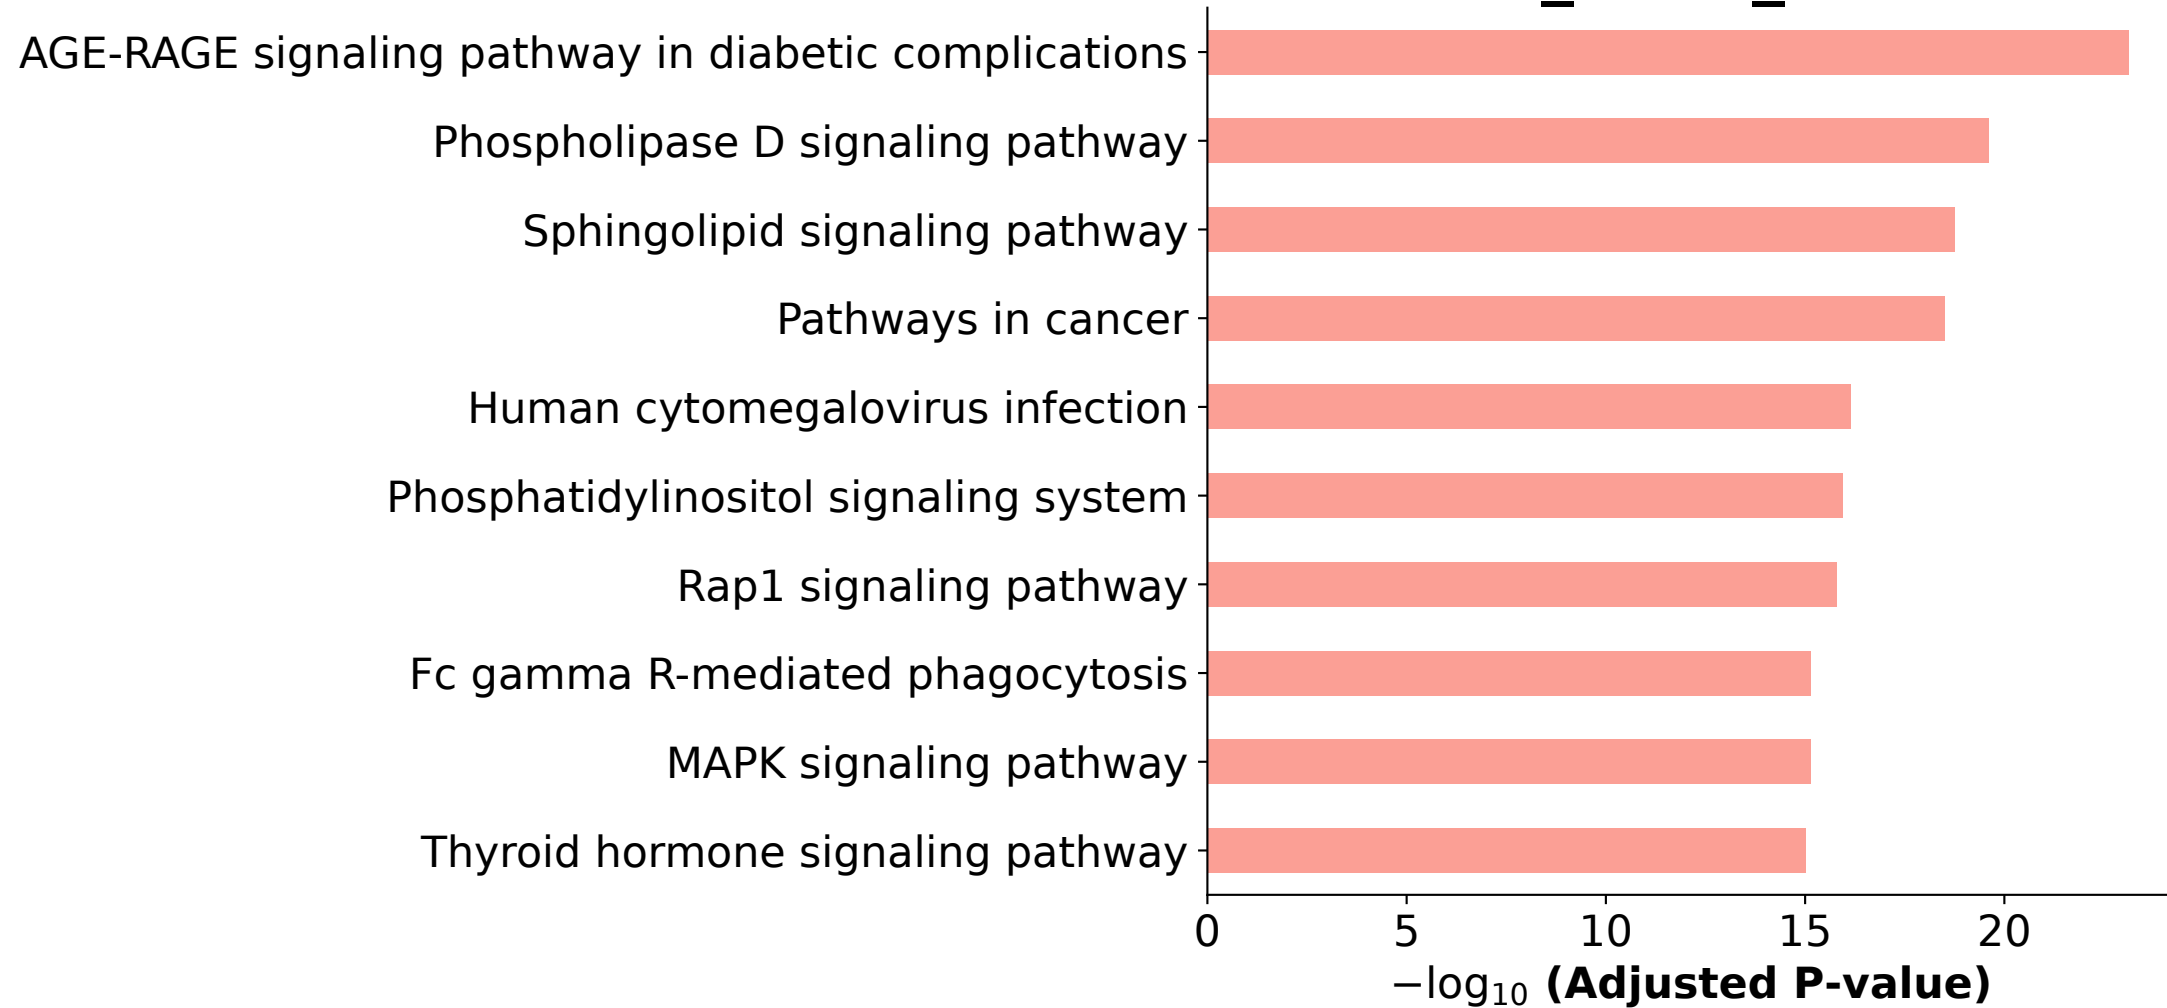 AGE-RAGE signaling pathway in diabetic complications
Phospholipase D signaling pathway
Sphingolipid signaling pathway
Pathways in cancer
Human cytomegalovirus infection
Phosphatidylinositol signaling system
Rap1 signaling pathway
Fc gamma R-mediated phagocytosis
MAPK signaling pathway
Thyroid hormone signaling pathway
0 5 10 15 20
−log₁₀ (Adjusted P-value)